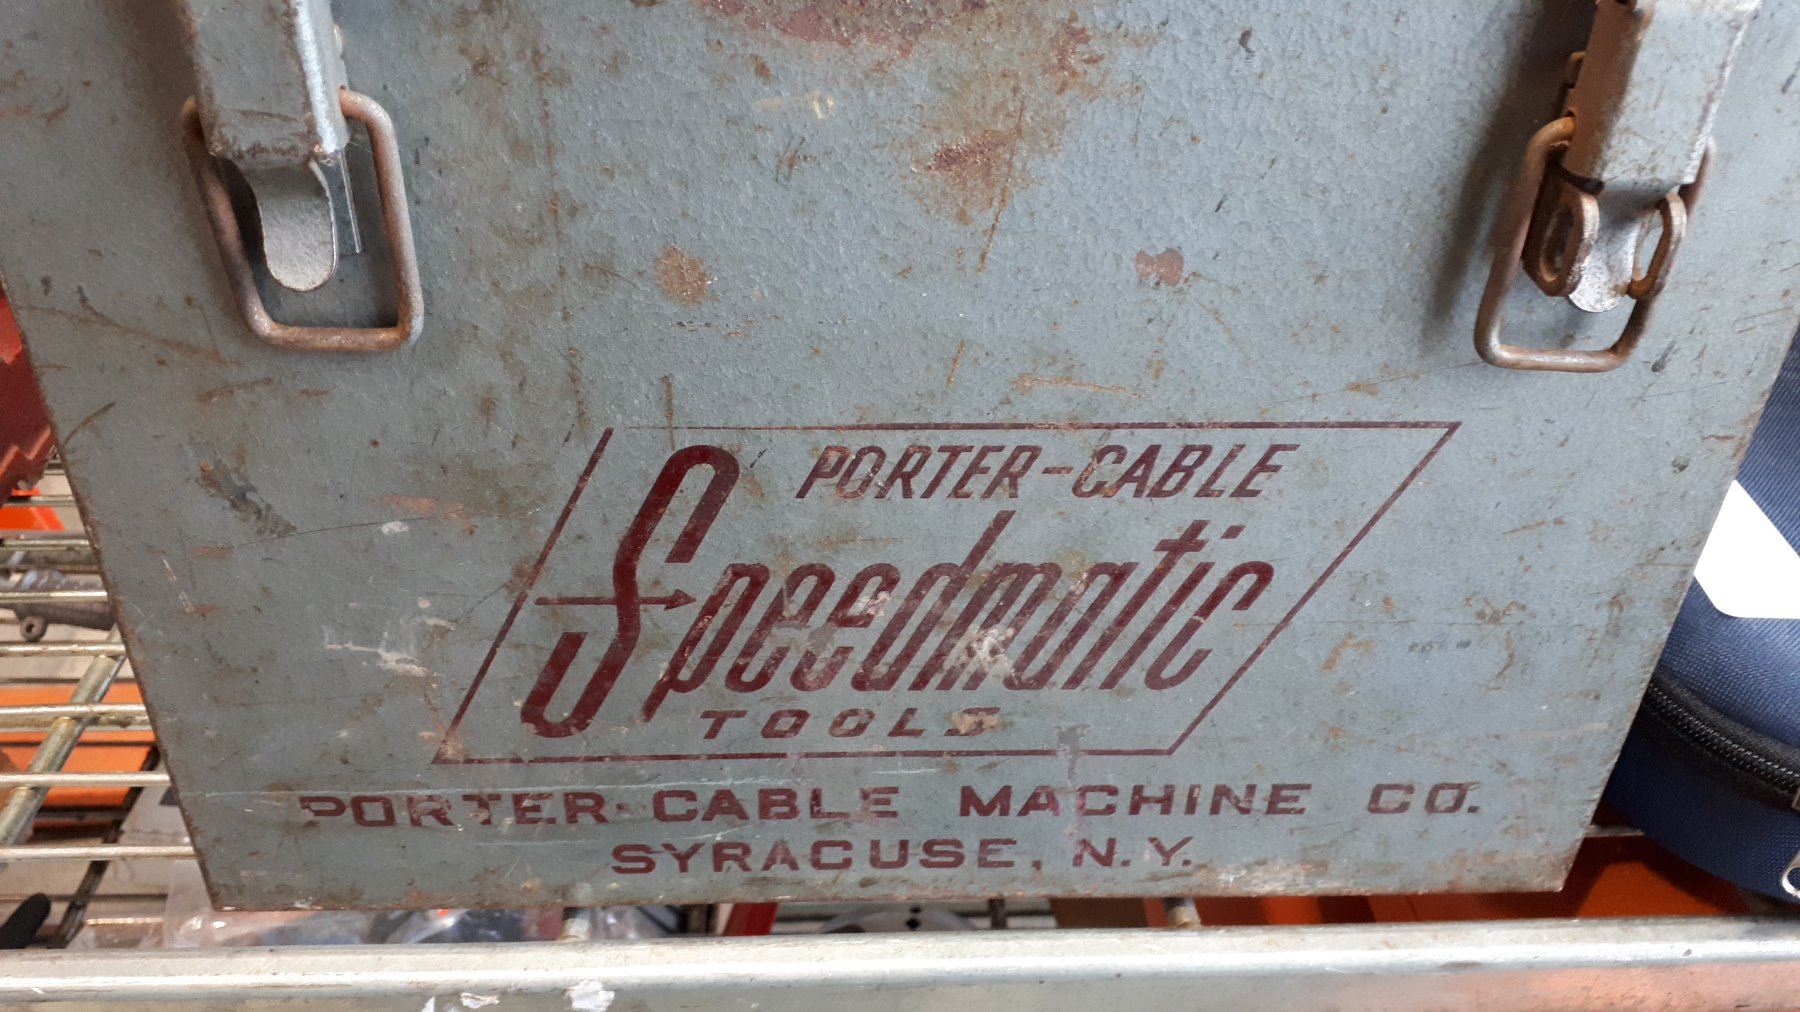 PORTER-CABLE
Speedmatic
TOOLS
PORTER-CABLE MACHINE CO.
SYRACUSE, N.Y.